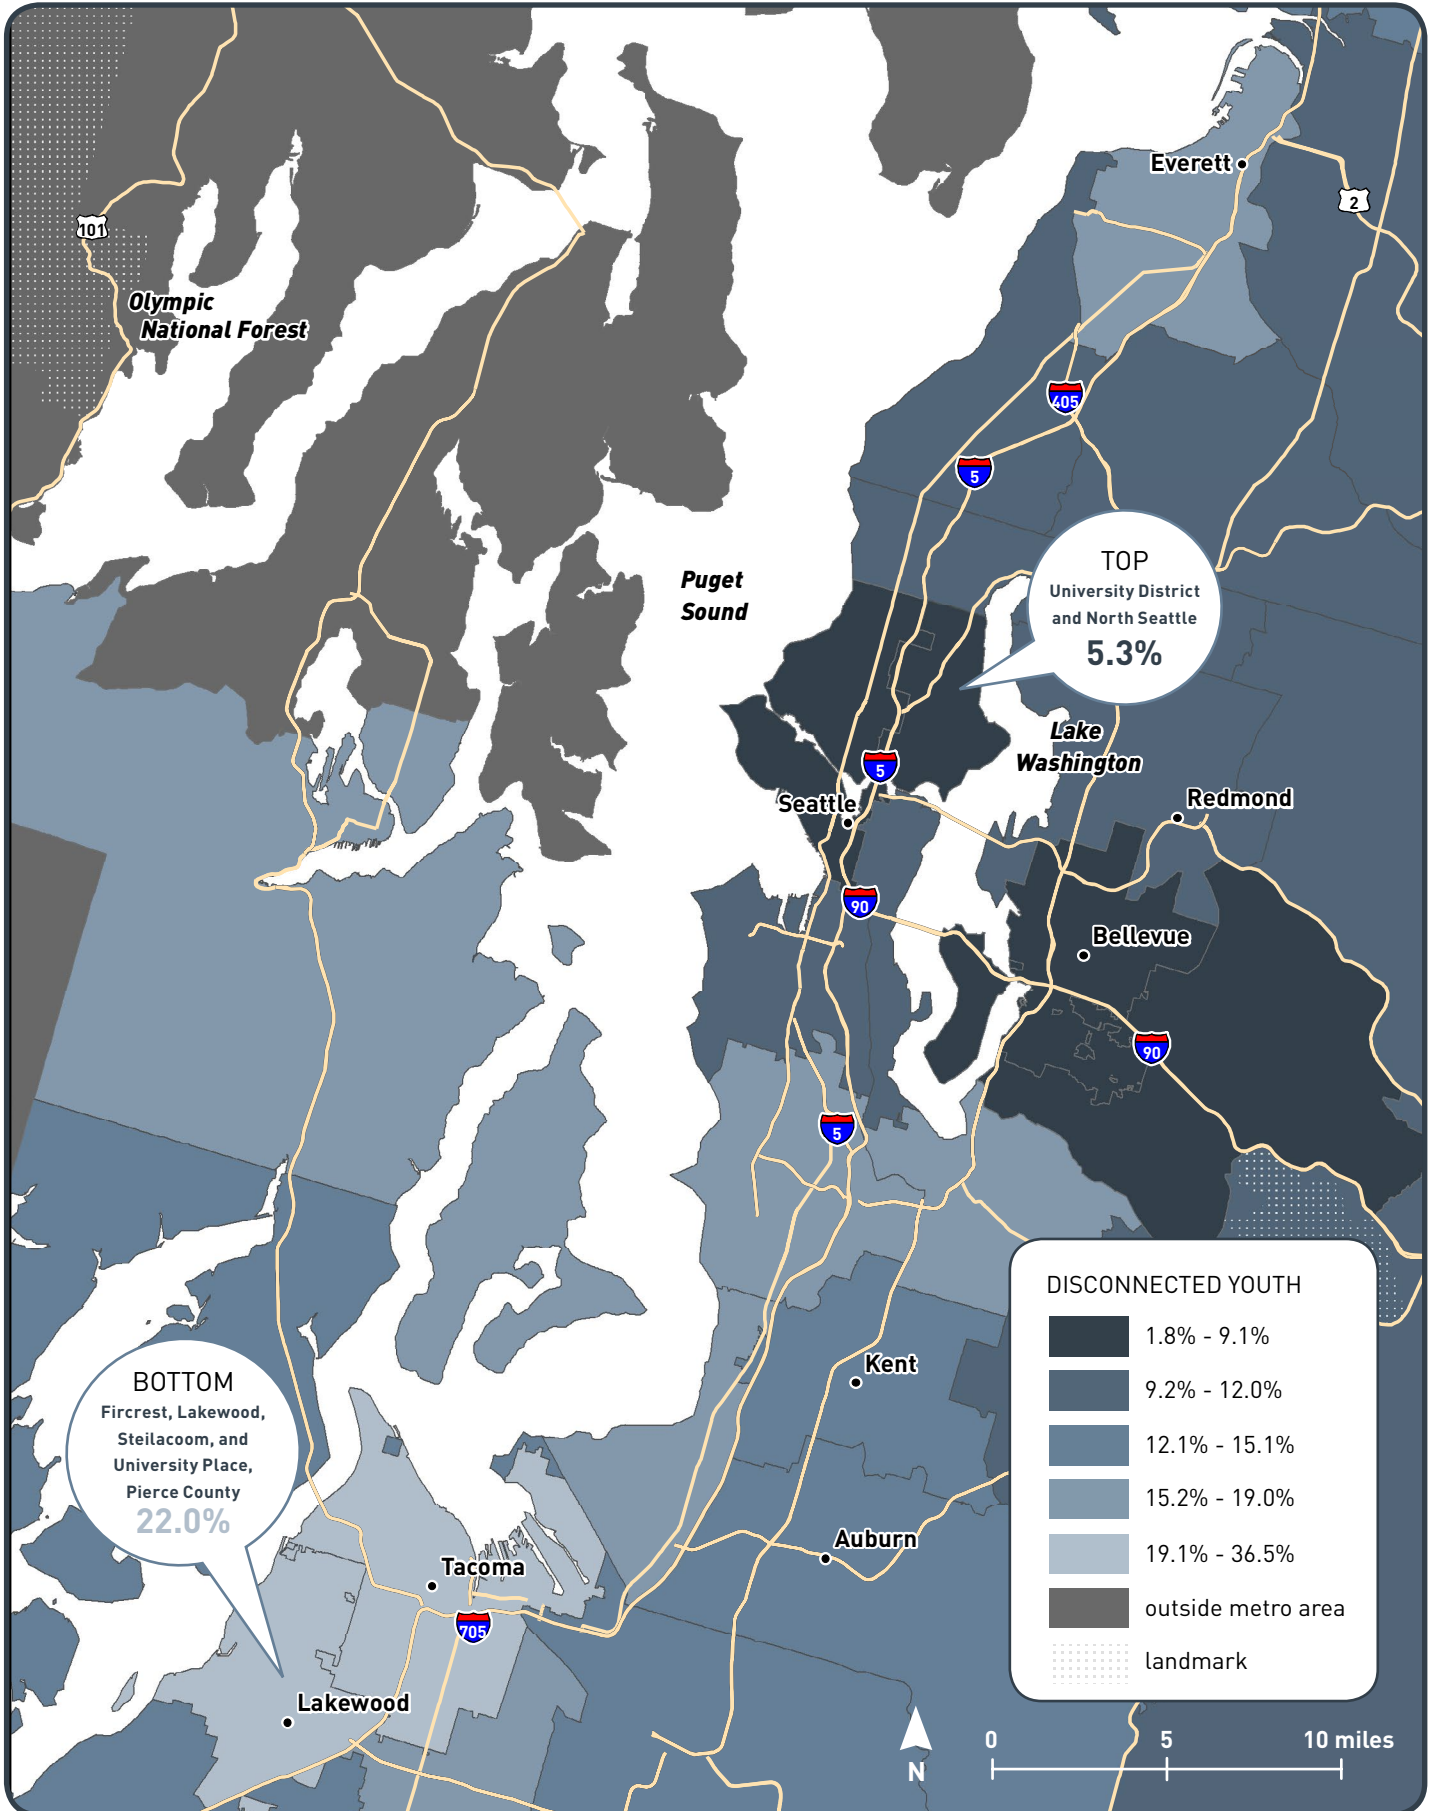 Everett
2
101
Olympic
National Forest
405
5
TOP
University District
and North Seattle
5.3%
Puget
Sound
Lake
Washington
5
Seattle
Redmond
90
Bellevue
90
5
DISCONNECTED YOUTH
1.8% - 9.1%
9.2% - 12.0%
12.1% - 15.1%
15.2% - 19.0%
19.1% - 36.5%
outside metro area
landmark
Kent
BOTTOM
Fircrest, Lakewood,
Steilacoom, and
University Place,
Pierce County
22.0%
Auburn
Tacoma
705
Lakewood
N
0 5 10 miles